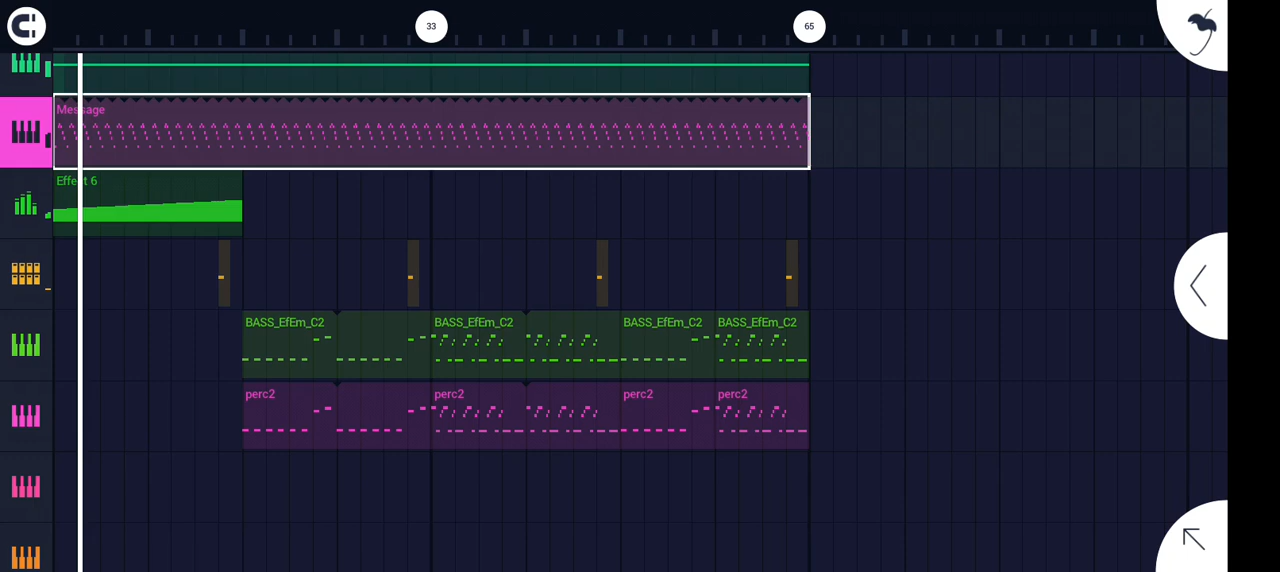 33 65
Message
Effect 6
BASS_EfEm_C2 BASS_EfEm_C2 BASS_EfEm_C2 BASS_EfEm_C2
perc2 perc2 perc2 perc2